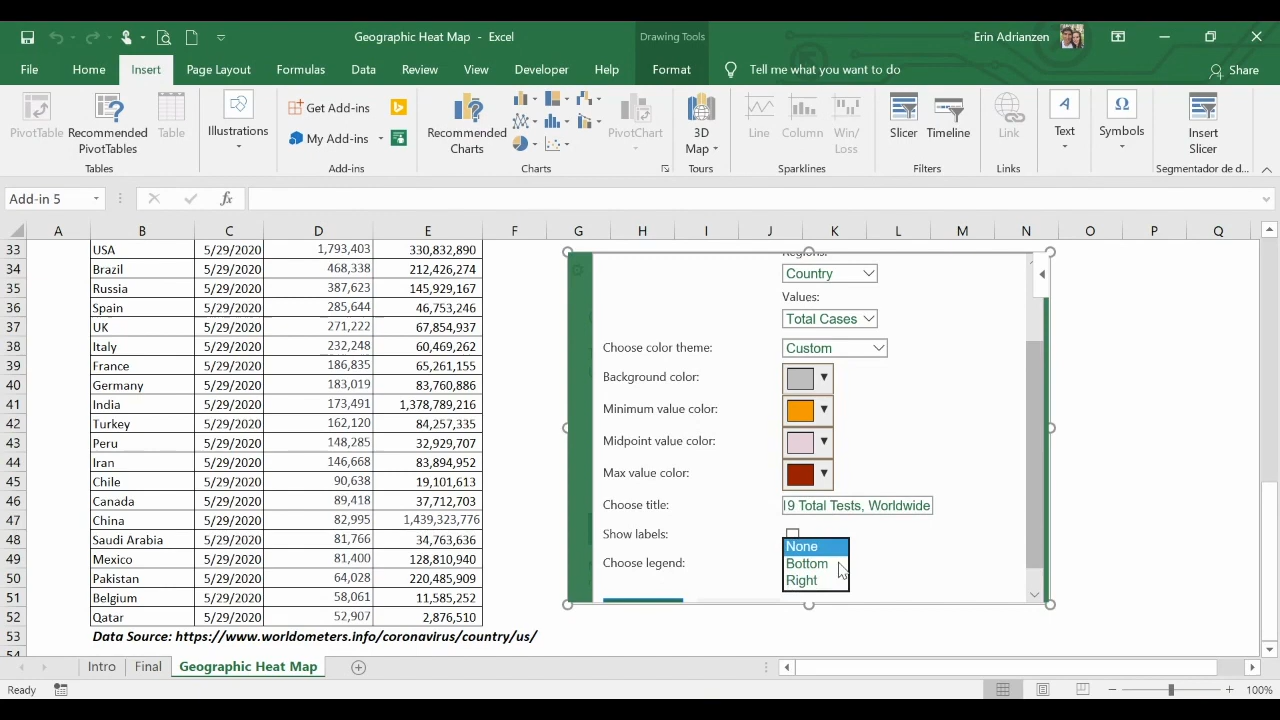 Geographic Heat Map - Excel
Drawing Tools
Erin Adrianzen
File Home Insert Page Layout Formulas Data Review View Developer Help Format Tell me what you want to do Share
PivotTable
Recommended PivotTables
Table
Tables
Illustrations
Get Add-ins
My Add-ins
Add-ins
Recommended Charts
PivotChart
Charts
3D Map
Tours
Line
Column
Win/ Loss
Sparklines
Slicer
Timeline
Filters
Link
Links
Text
Symbols
Insert Slicer
Segmentador de d...
Add-in 5
fx
A B C D E F G H I J K L M N O P Q
33 USA 5/29/2020 1,793,403 330,832,890
34 Brazil 5/29/2020 468,338 212,426,274
35 Russia 5/29/2020 387,623 145,929,167
36 Spain 5/29/2020 285,644 46,753,246
37 UK 5/29/2020 271,222 67,854,937
38 Italy 5/29/2020 232,248 60,469,262
39 France 5/29/2020 186,835 65,261,155
40 Germany 5/29/2020 183,019 83,760,886
41 India 5/29/2020 173,491 1,378,789,216
42 Turkey 5/29/2020 162,120 84,257,335
43 Peru 5/29/2020 148,285 32,929,707
44 Iran 5/29/2020 146,668 83,894,952
45 Chile 5/29/2020 90,638 19,101,613
46 Canada 5/29/2020 89,418 37,712,703
47 China 5/29/2020 82,995 1,439,323,776
48 Saudi Arabia 5/29/2020 81,766 34,763,636
49 Mexico 5/29/2020 81,400 128,810,940
50 Pakistan 5/29/2020 64,028 220,485,909
51 Belgium 5/29/2020 58,061 11,585,252
52 Qatar 5/29/2020 52,907 2,876,510
53 Data Source: https://www.worldometers.info/coronavirus/country/us/
54
Regions:
Country
Values:
Total Cases
Choose color theme: Custom
Background color:
Minimum value color:
Midpoint value color:
Max value color:
Choose title: 19 Total Tests, Worldwide
Show labels:
Choose legend:
None
Bottom
Right
Intro Final Geographic Heat Map
Ready
100%